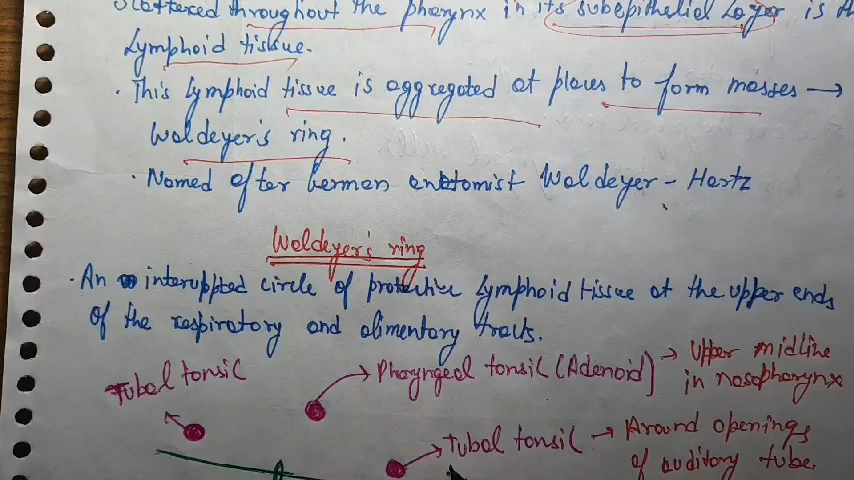 Scattered throughout the pharynx in its subepithelial layer is th
lymphoid tissue.
· This lymphoid tissue is aggregated at places to form masses →
Waldeyer's ring.
· Named after German anatomist Waldeyer - Hartz
Waldeyer's ring
· An interuppted circle of protective lymphoid tissue at the upper ends
of the respiratory and alimentary tracts.
Tubal tonsil
→ Pharyngeal tonsil (Adenoid) → Upper midline
in nasopharynx
→ Tubal tonsil → Around openings
of auditory tube